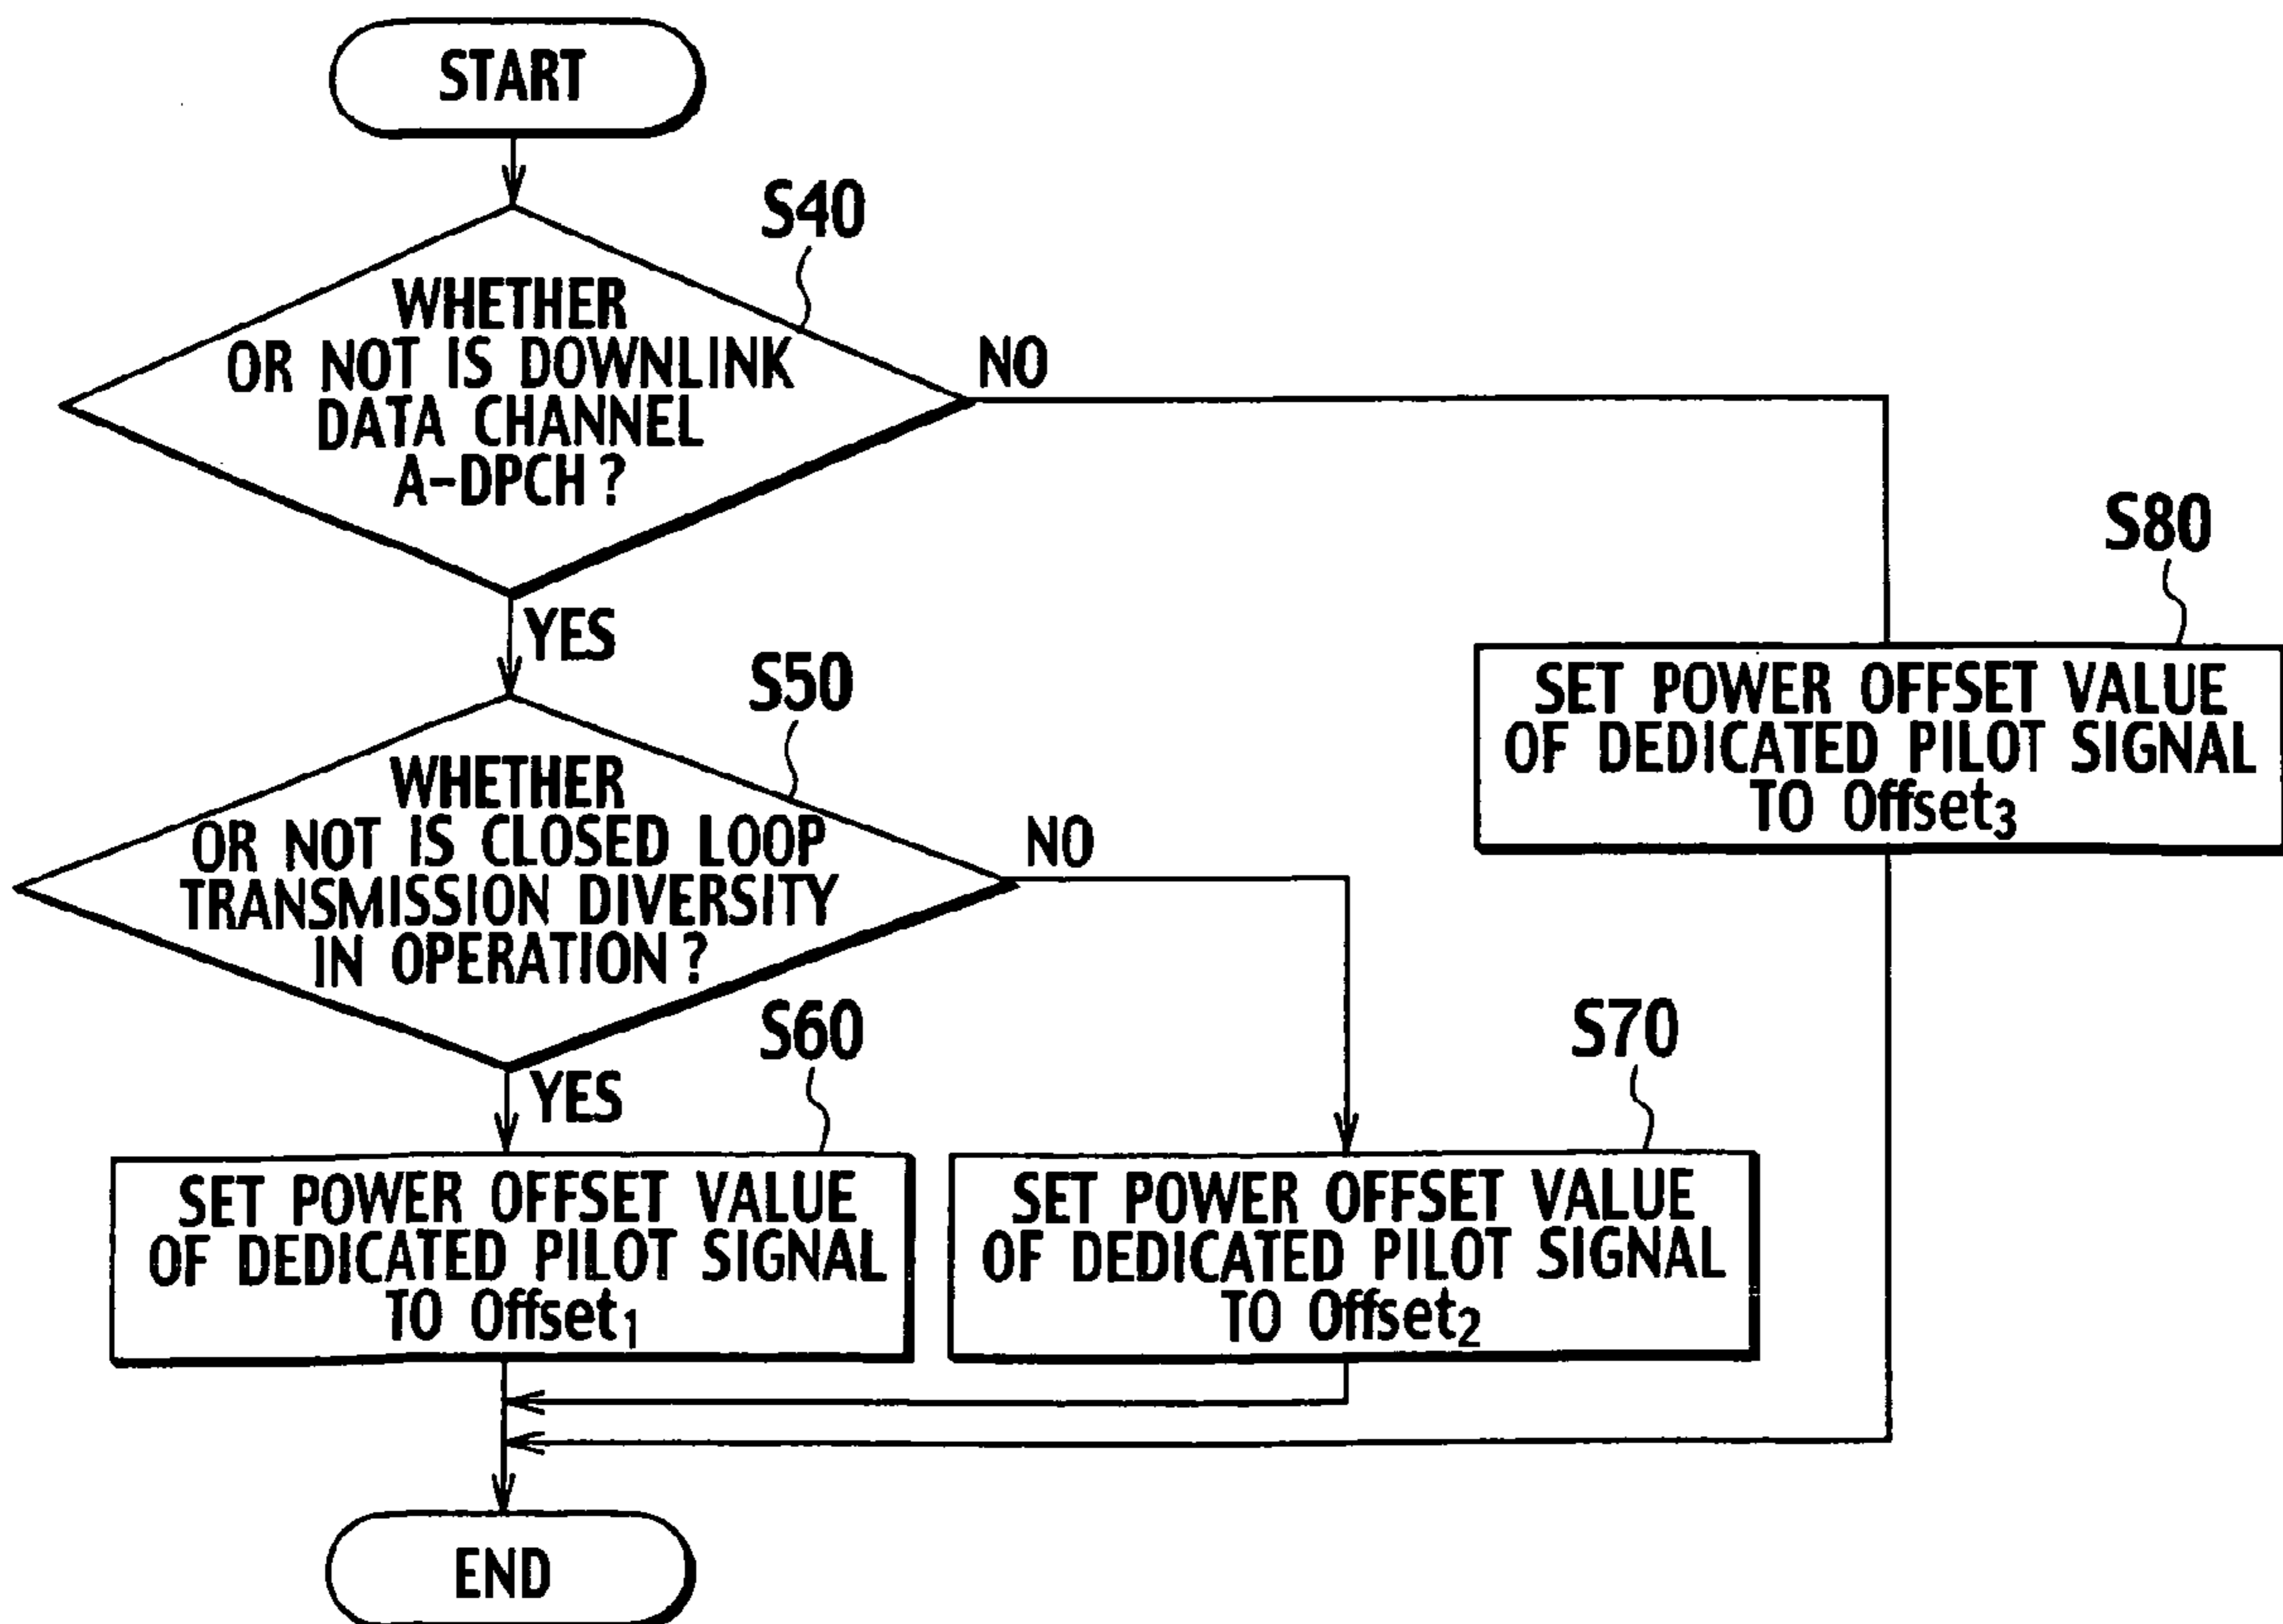 START
S40
WHETHER
OR NOT IS DOWNLINK
DATA CHANNEL
A-DPCH ?
NO
YES
S80
SET POWER OFFSET VALUE
OF DEDICATED PILOT SIGNAL
TO Offset₃
S50
WHETHER
OR NOT IS CLOSED LOOP
TRANSMISSION DIVERSITY
IN OPERATION ?
NO
YES
S60
SET POWER OFFSET VALUE
OF DEDICATED PILOT SIGNAL
TO Offset₁
S70
SET POWER OFFSET VALUE
OF DEDICATED PILOT SIGNAL
TO Offset₂
END